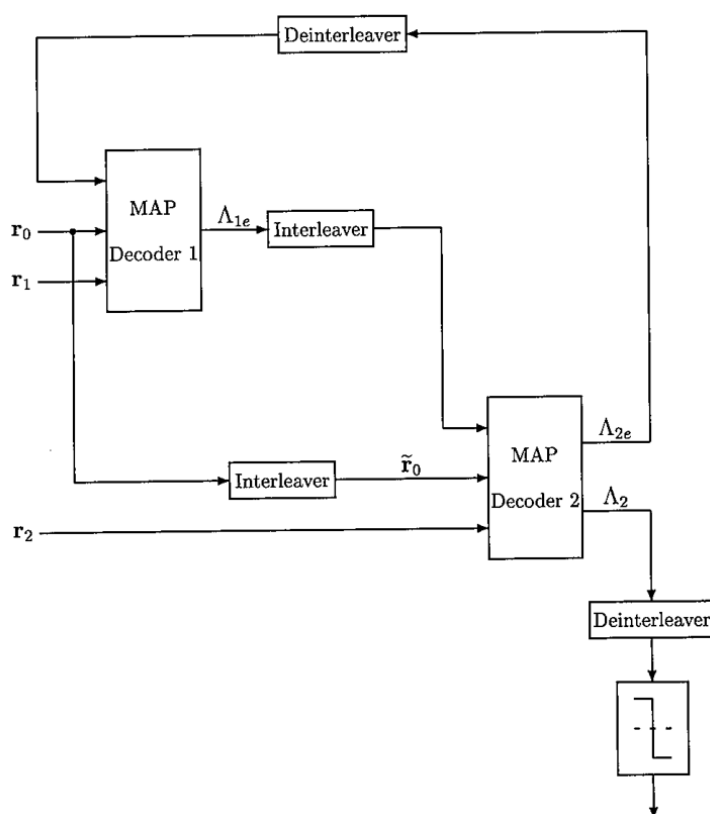 Deinterleaver
MAP
Decoder 1
r₀
r₁
Λ₁ₑ
Interleaver
Interleaver
r̃₀
r₂
MAP
Decoder 2
Λ₂ₑ
Λ₂
Deinterleaver